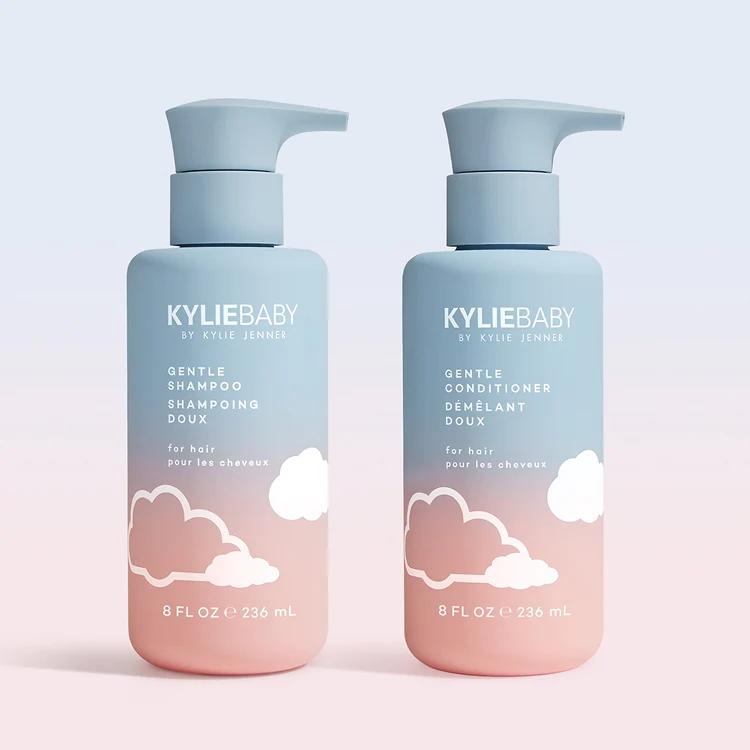 KYLIEBABY
BY KYLIE JENNER
GENTLE
SHAMPOO
SHAMPOING
DOUX
for hair
pour les cheveux
8 FL OZ ℮ 236 mL
KYLIEBABY
BY KYLIE JENNER
GENTLE
CONDITIONER
DÉMÊLANT
DOUX
for hair
pour les cheveux
8 FL OZ ℮ 236 mL